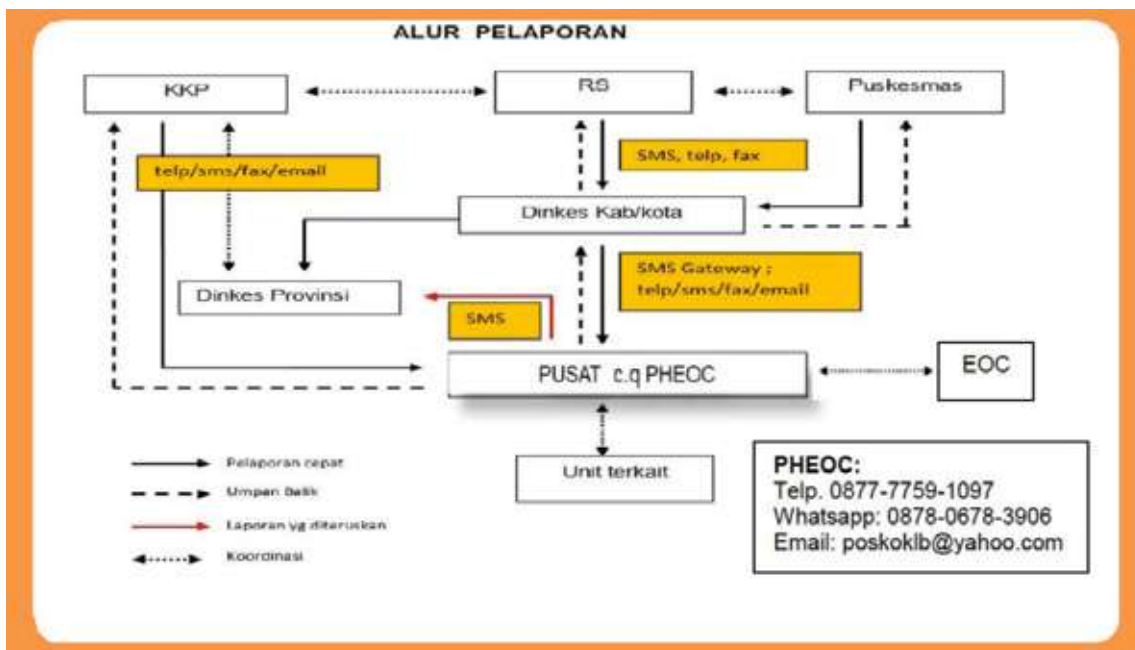 ALUR PELAPORAN
KKP
RS
Puskesmas
telp/sms/fax/email
SMS, telp, fax
Dinkes Kab/kota
SMS Gateway ;
telp/sms/fax/email
Dinkes Provinsi
SMS
PUSAT c.q PHEOC
EOC
Unit terkait
Pelaporan cepat
Umpan Balik
Laporan yg diteruskan
Koordinasi
PHEOC:
Telp. 0877-7759-1097
Whatsapp: 0878-0678-3906
Email: poskoklb@yahoo.com